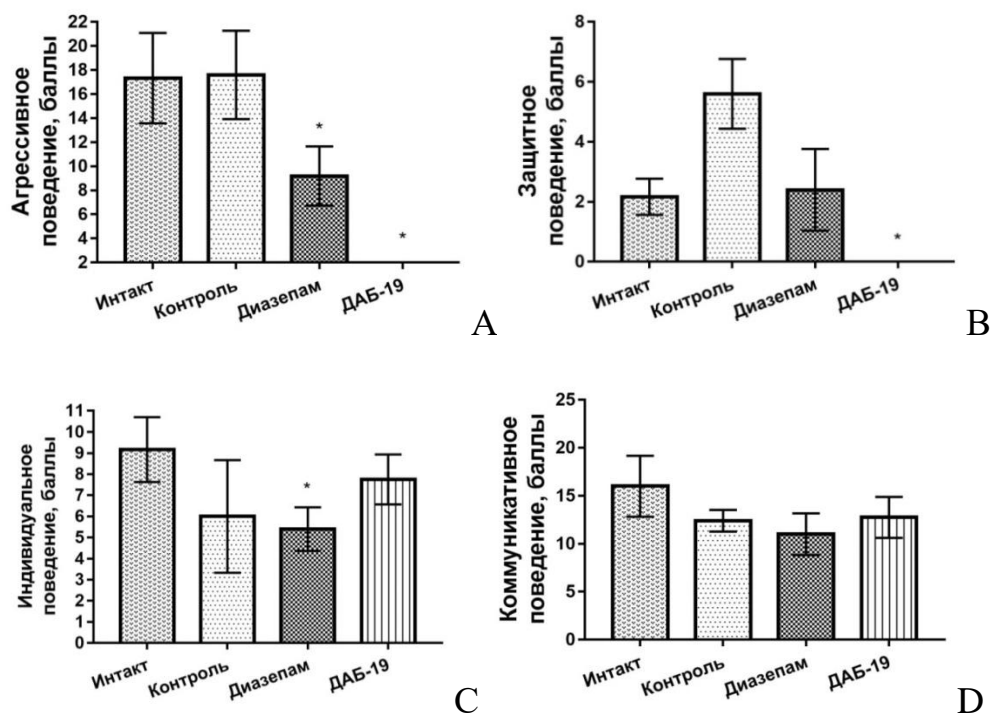 Агрессивное
поведение, баллы
22
20
18
16
14
12
10
8
6
4
2
*
*
Интакт
Контроль
Диазепам
ДАБ-19
A
Защитное
поведение, баллы
8
6
4
2
0
*
Интакт
Контроль
Диазепам
ДАБ-19
B
Индивидуальное
поведение, баллы
11
10
9
8
7
6
5
4
3
2
1
0
*
Интакт
Контроль
Диазепам
ДАБ-19
C
Коммуникативное
поведение, баллы
25
20
15
10
5
0
Интакт
Контроль
Диазепам
ДАБ-19
D